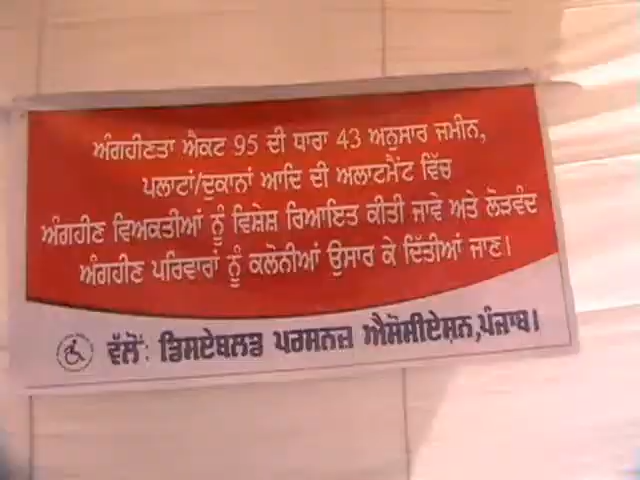 ਅੰਗਹੀਣਤਾ ਐਕਟ 95 ਦੀ ਧਾਰਾ 43 ਅਨੁਸਾਰ ਜਮੀਨ,
ਪਲਾਟਾਂ/ਦੁਕਾਨਾਂ ਆਦਿ ਦੀ ਅਲਾਟਮੈਂਟ ਵਿੱਚ
ਅੰਗਹੀਣ ਵਿਅਕਤੀਆਂ ਨੂੰ ਵਿਸ਼ੇਸ਼ ਰਿਆਇਤ ਕੀਤੀ ਜਾਵੇ ਅਤੇ ਲੋੜਵੰਦ
ਅੰਗਹੀਣ ਪਰਿਵਾਰਾਂ ਨੂੰ ਕਲੋਨੀਆਂ ਉਸਾਰ ਕੇ ਦਿੱਤੀਆਂ ਜਾਣ।
ਵੱਲੋਂ: ਡਿਸਏਬਲਡ ਪਰਸਨਜ਼ ਐਸੋਸੀਏਸ਼ਨ,ਪੰਜਾਬ।